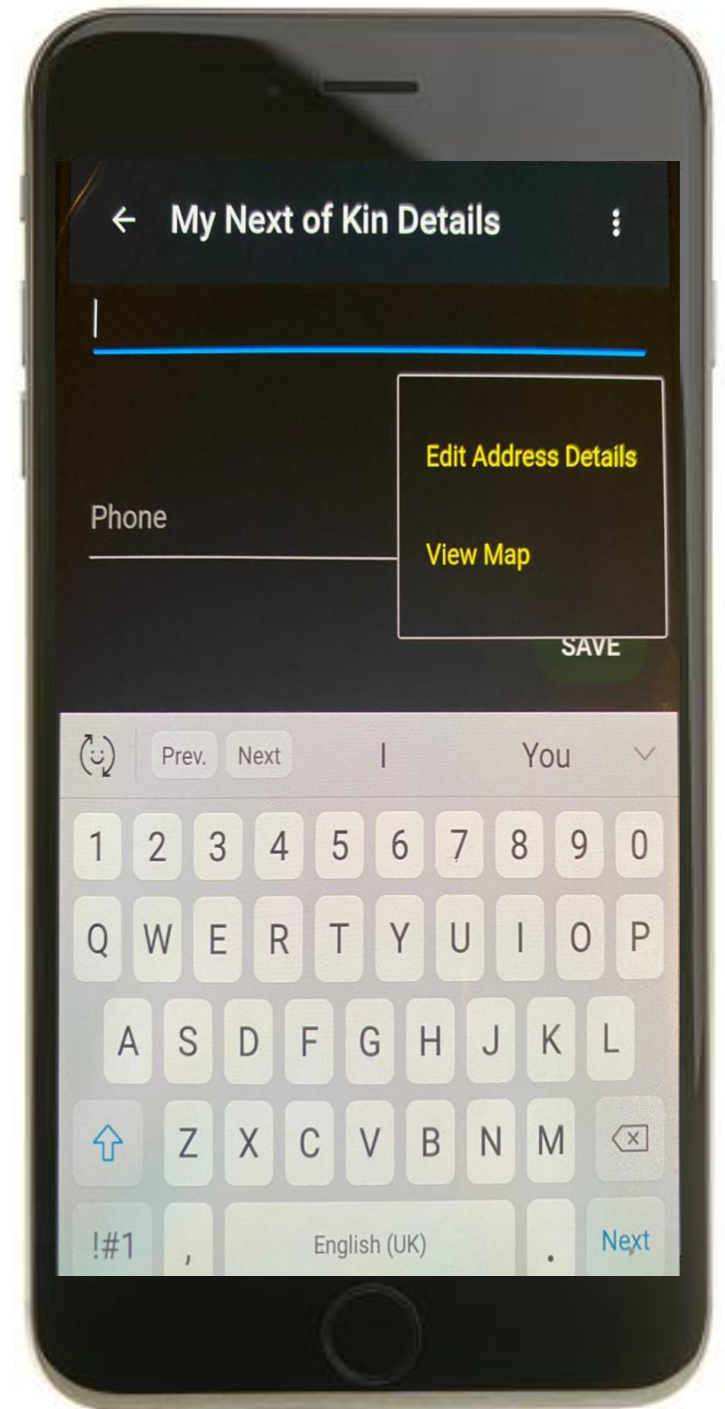 My Next of Kin Details
Edit Address Details
Phone
View Map
SAVE
Prev. Next I You
1 2 3 4 5 6 7 8 9 0
Q W E R T Y U I O P
A S D F G H J K L
Z X C V B N M
!#1 , English (UK) . Next